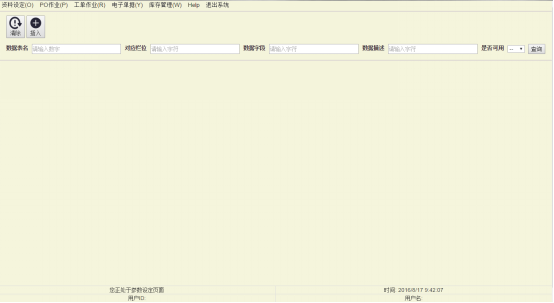 资料设定(O) PO作业(P) 工单作业(R) 电子单据(Y) 库存管理(W) Help 退出系统
清除 插入
数据表名 请输入数字 对应栏位 请输入字符 数据字段 请输入字符 数据描述 请输入字符 是否可用 -- 查询
您正处于参数设定页面 时间: 2016/8/17 9:42:07
用户ID: 用户名: